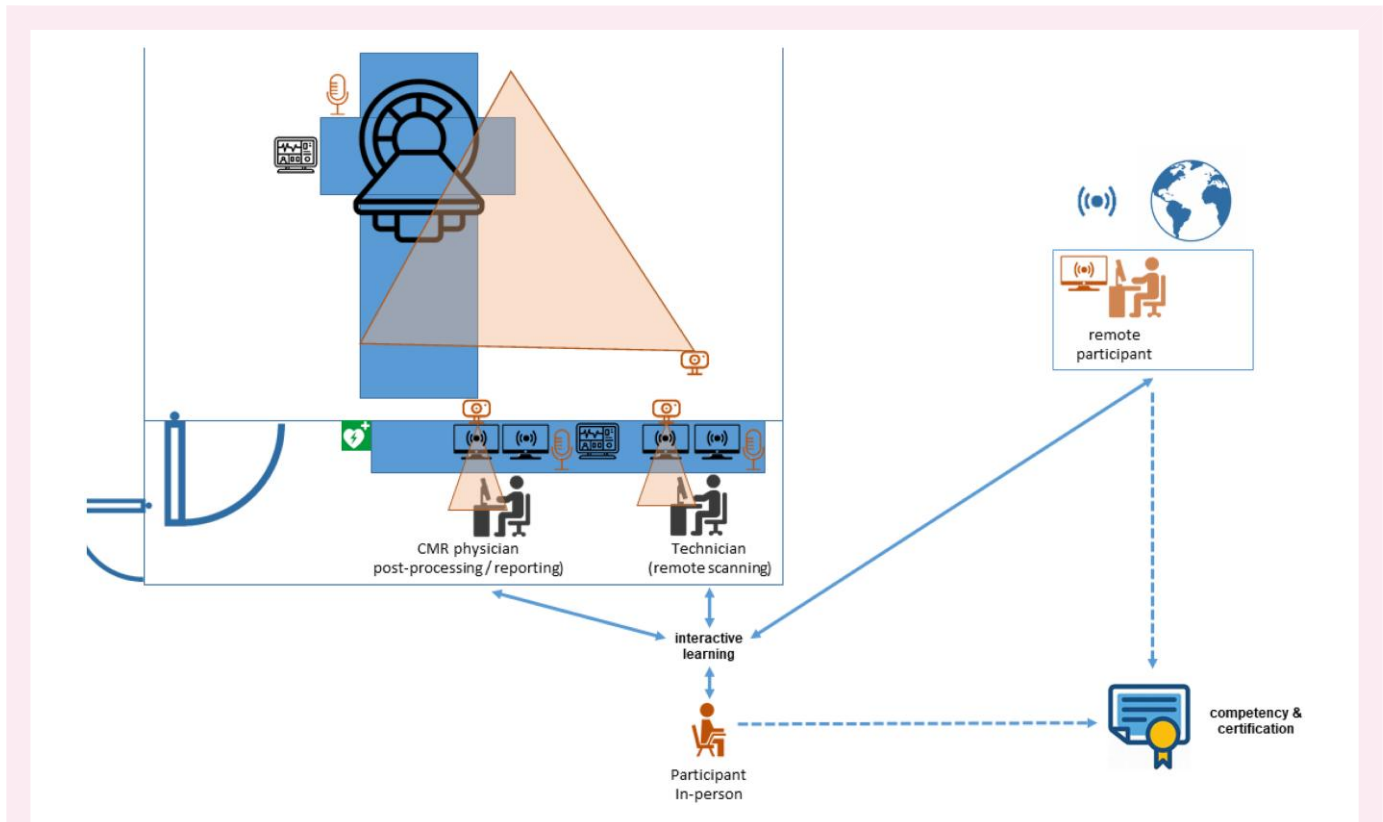 remote
participant
CMR physician
post-processing / reporting)
Technician
(remote scanning)
interactive
learning
competency &
certification
Participant
In-person